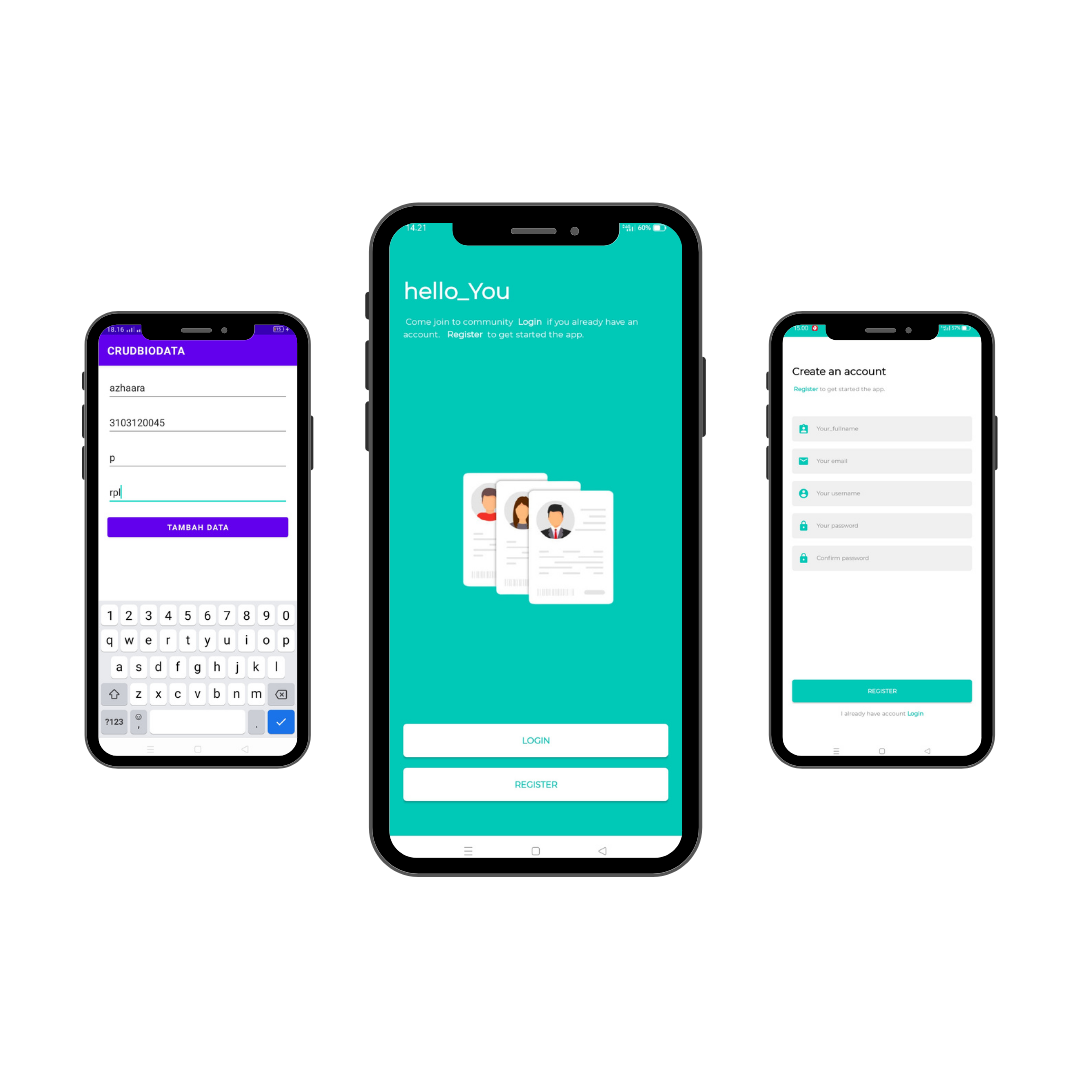 18.16
CRUDBIODATA
azhaara
3103120045
p
rpl
TAMBAH DATA
1 2 3 4 5 6 7 8 9 0
q w e r t y u i o p
a s d f g h j k l
z x c v b n m
?123 , .
14.21 60%
hello_You
Come join to community Login if you already have an
account. Register to get started the app.
LOGIN
REGISTER
15.00 57%
Create an account
Register to get started the app.
Your_fullname
Your email
Your username
Your password
Confirm password
REGISTER
I already have account Login